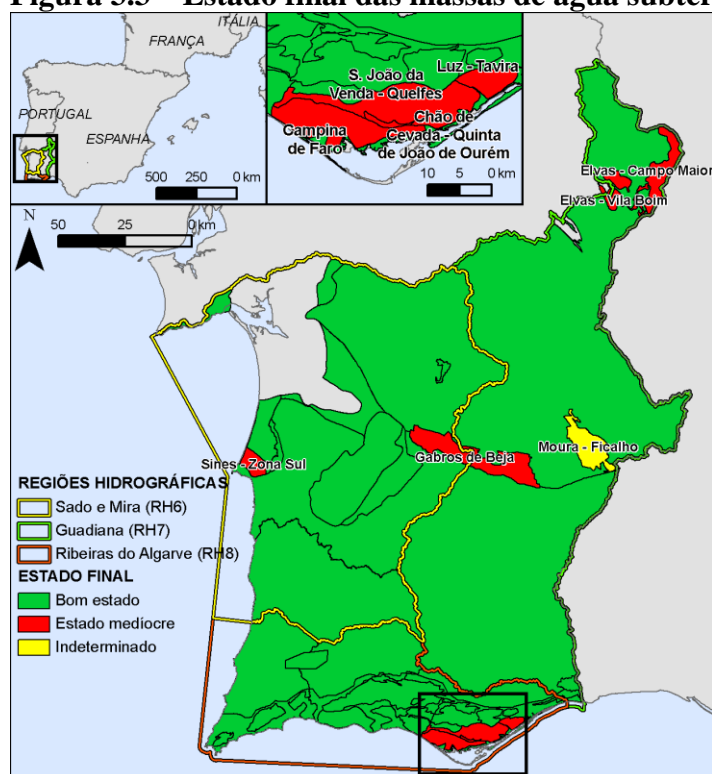 Figura 3.3 – Estado final das massas de água subter
ITÁLIA
FRANÇA
PORTUGAL
ESPANHA
500 250 0 km
N
50 25 0 km
Luz - Tavira
S. João da
Venda - Quelfes
Chão de
Cevada - Quinta
de João de Ourém
Campina
de Faro
10 5 0 km
Elvas - Campo Maior
Elvas - Vila Boim
Moura - Ficalho
Gabros de Beja
Sines - Zona Sul
REGIÕES HIDROGRÁFICAS
Sado e Mira (RH6)
Guadiana (RH7)
Ribeiras do Algarve (RH8)
ESTADO FINAL
Bom estado
Estado medíocre
Indeterminado